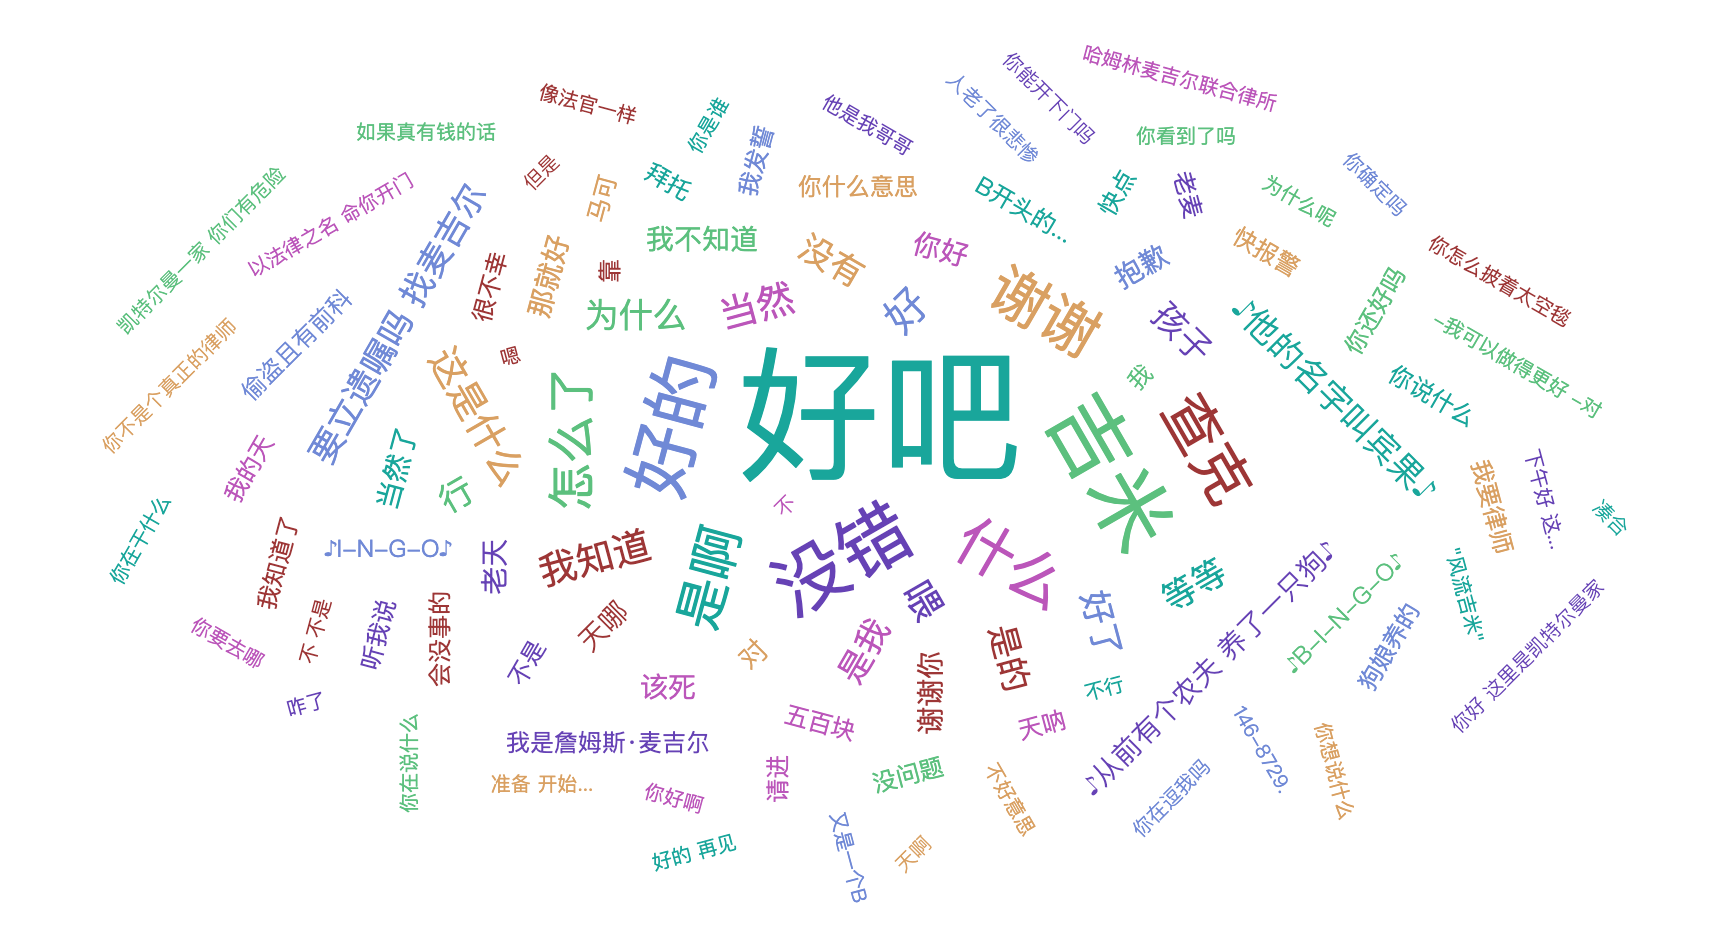 哈姆林麦吉尔联合律所
你能开下门吗
人老了很悲惨
像法官一样
你是谁
他是我哥哥
如果真有钱的话
我发誓
你看到了吗
但是
拜托
你什么意思
B开头的...
快点
老麦
为什么呢
你确定吗
凯特尔曼一家 你们有危险
以法律之名 命你开门
马可
我不知道
没有
你好
抱歉
快报警
你怎么披着太空毯
要立遗嘱吗 找麦吉尔
很不幸
那就好
靠
为什么
当然
好
谢谢
孩子
♪他的名字叫宾果♪
你还好吗
-我可以做得更好 -对
你不是个真正的律师
偷盗且有前科
这是什么
嗯
怎么了
好的
好吧
我
吉米
查克
你说什么
我的天
当然了
行
不
没错
什么
我要律师
下午好 这...
凑合
你在干什么
我知道了
♪I-N-G-O♪
老天
我知道
是啊
喂
等等
♪从前有个农夫 养了一只狗♪
♪B-I-N-G-O♪
"风流吉米"
你好 这里是凯特尔曼家
你要去哪
不 不是
听我说
会没事的
不是
天哪
对
是我
谢谢你
是的
好了
不行
狗娘养的
咋了
该死
五百块
天呐
你在说什么
我是詹姆斯·麦吉尔
准备 开始...
你好啊
请进
没问题
不好意思
你在逗我吗
146-8729.
你想说什么
好的 再见
又是一个B
天啊